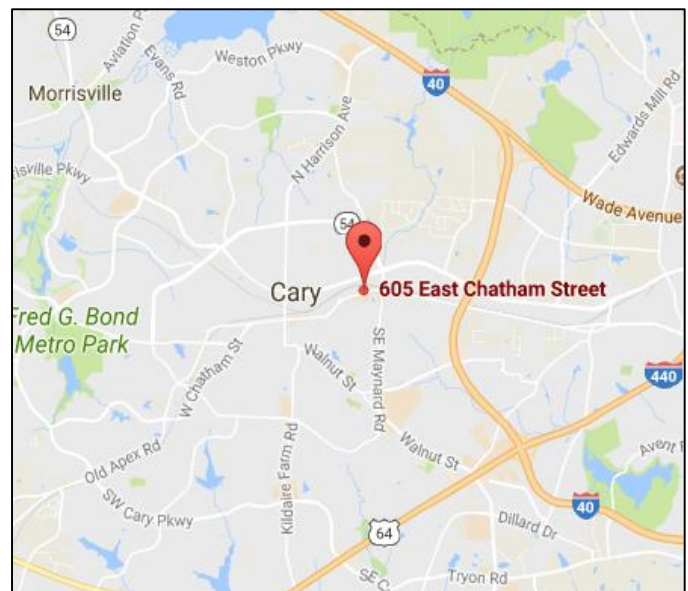 54
Aviation Pkwy
Evans Rd
Weston Pkwy
40
Morrisville
N Harrison Ave
Edwards Mill Rd
risville Pkwy
Wade Avenue
54
Cary
605 East Chatham Street
Fred G. Bond
Metro Park
W Chatham St
Walnut St
SE Maynard Rd
440
Old Apex Rd
Kildaire Farm Rd
Walnut St
Avent F
SW Cary Pkwy
40
64
Dillard Dr
SE C
Tryon Rd